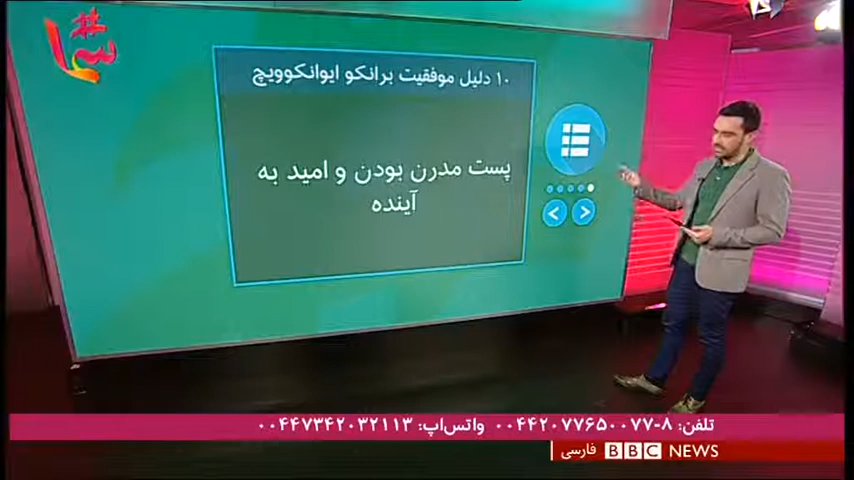 #شما
۱۰ دلیل موفقیت برانکو ایوانکوویچ
پست مدرن بودن و امید به
آینده
تلفن: ۸-۰۰۴۴۲۰۷۷۶۵۰۰۷۷ واتس‌اپ: ۰۰۴۴۷۳۴۲۰۳۲۱۱۳
BBC NEWS فارسی